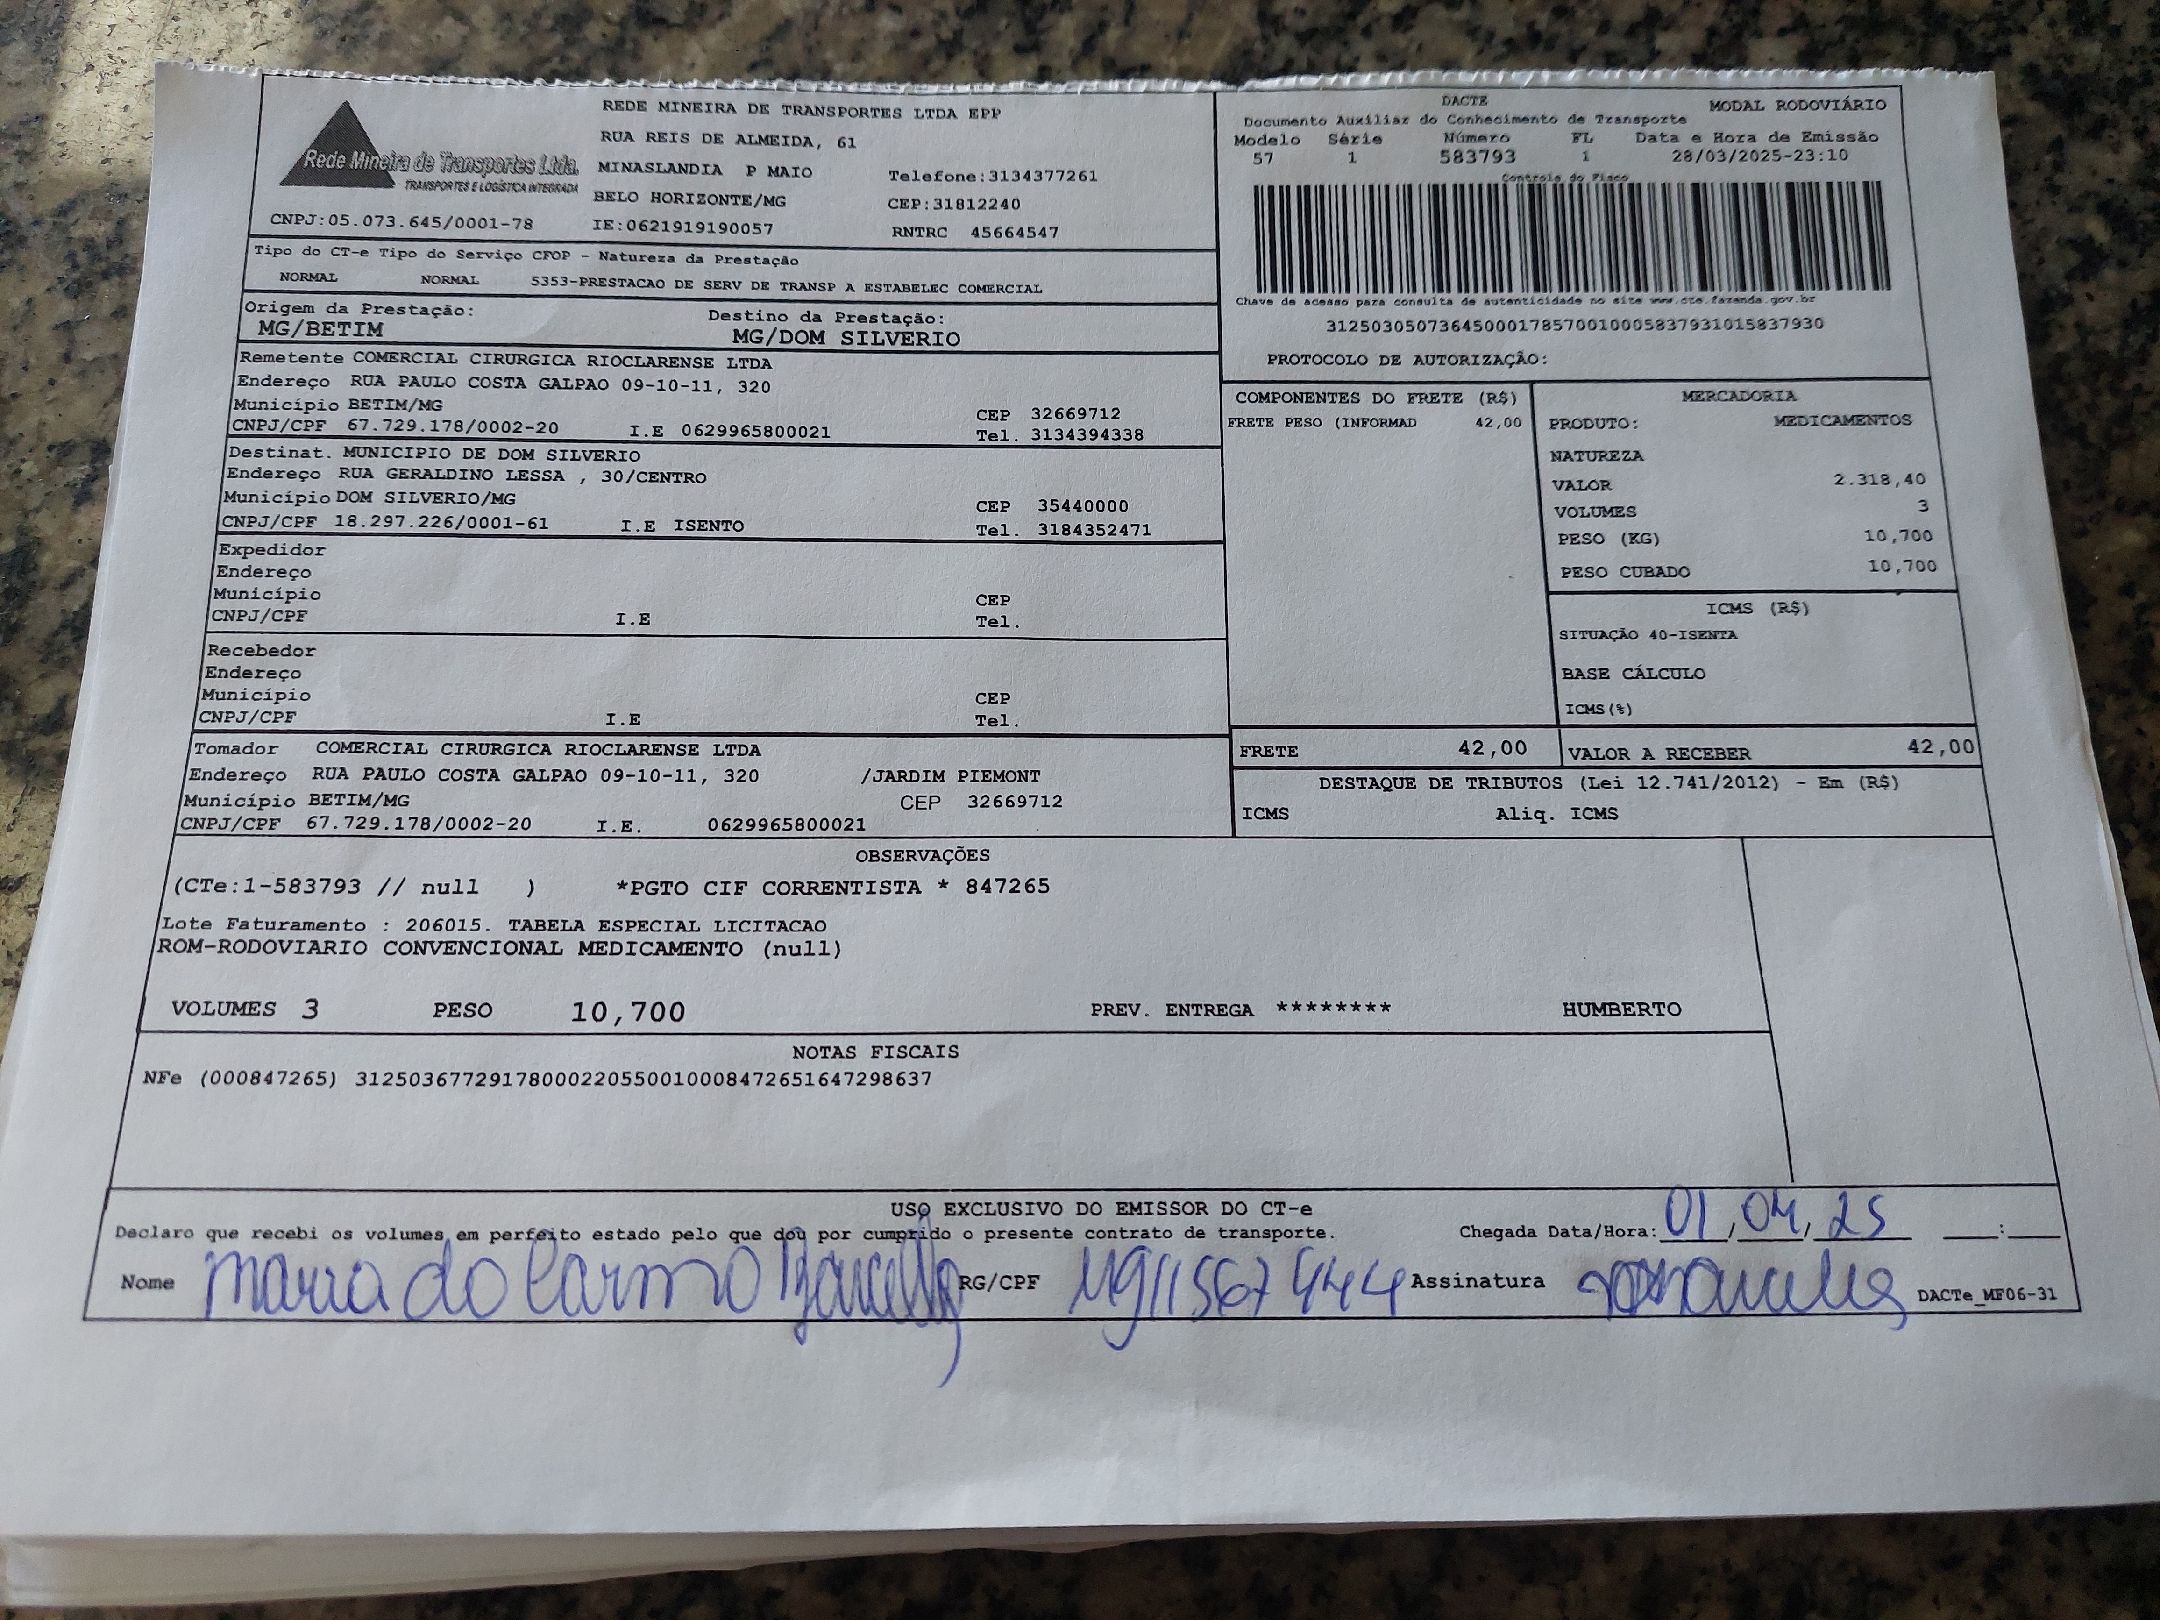 REDE MINEIRA DE TRANSPORTES LTDA EPP
RUA REIS DE ALMEIDA, 61
Rede Mineira de Transportes Ltda.
TRANSPORTES E LOGÍSTICA INTEGRADA
MINASLANDIA P MAIO Telefone:3134377261
BELO HORIZONTE/MG CEP:31812240
CNPJ:05.073.645/0001-78 IE:0621919190057 RNTRC 45664547
DACTE MODAL RODOVIÁRIO
Documento Auxiliar do Conhecimento de Transporte
Modelo Série Número FL Data e Hora de Emissão
57 1 583793 1 28/03/2025-23:10
Controle do Fisco
Chave de acesso para consulta de autenticidade no site www.cte.fazenda.gov.br
31250305073645000178570010005837931015837930
PROTOCOLO DE AUTORIZAÇÃO:
Tipo do CT-e Tipo do Serviço CFOP - Natureza da Prestação
NORMAL NORMAL 5353-PRESTACAO DE SERV DE TRANSP A ESTABELEC COMERCIAL
Origem da Prestação: Destino da Prestação:
MG/BETIM MG/DOM SILVERIO
Remetente COMERCIAL CIRURGICA RIOCLARENSE LTDA
Endereço RUA PAULO COSTA GALPAO 09-10-11, 320
Município BETIM/MG CEP 32669712
CNPJ/CPF 67.729.178/0002-20 I.E 0629965800021 Tel. 3134394338
Destinat. MUNICIPIO DE DOM SILVERIO
Endereço RUA GERALDINO LESSA , 30/CENTRO
Município DOM SILVERIO/MG CEP 35440000
CNPJ/CPF 18.297.226/0001-61 I.E ISENTO Tel. 3184352471
Expedidor
Endereço
Município CEP
CNPJ/CPF I.E Tel.
Recebedor
Endereço
Município CEP
CNPJ/CPF I.E Tel.
Tomador COMERCIAL CIRURGICA RIOCLARENSE LTDA
Endereço RUA PAULO COSTA GALPAO 09-10-11, 320 /JARDIM PIEMONT
Município BETIM/MG CEP 32669712
CNPJ/CPF 67.729.178/0002-20 I.E. 0629965800021
COMPONENTES DO FRETE (R$)
FRETE PESO (INFORMAD 42,00
MERCADORIA
PRODUTO: MEDICAMENTOS
NATUREZA
VALOR 2.318,40
VOLUMES 3
PESO (KG) 10,700
PESO CUBADO 10,700
ICMS (R$)
SITUAÇÃO 40-ISENTA
BASE CÁLCULO
ICMS(%)
FRETE 42,00 VALOR A RECEBER 42,00
DESTAQUE DE TRIBUTOS (Lei 12.741/2012) - Em (R$)
ICMS Aliq. ICMS
OBSERVAÇÕES
(CTe:1-583793 // null ) *PGTO CIF CORRENTISTA * 847265
Lote Faturamento : 206015. TABELA ESPECIAL LICITACAO
ROM-RODOVIARIO CONVENCIONAL MEDICAMENTO (null)
VOLUMES 3 PESO 10,700 PREV. ENTREGA ******** HUMBERTO
NOTAS FISCAIS
NFe (000847265) 31250367729178000220550010008472651647298637
USO EXCLUSIVO DO EMISSOR DO CT-e
Declaro que recebi os volumes em perfeito estado pelo que dou por cumprido o presente contrato de transporte. Chegada Data/Hora: 01/04/25 __:__
Nome Maria do Carmo RG/CPF Assinatura DACTe_MF06-31